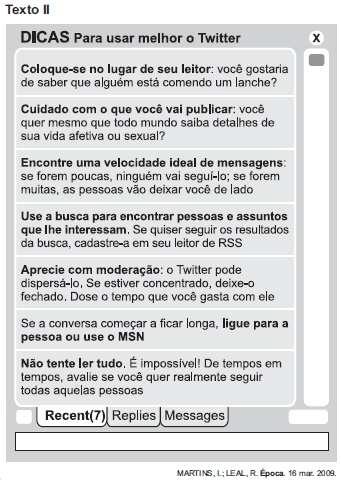 Texto II
DICAS Para usar melhor o Twitter
X
Coloque-se no lugar de seu leitor: você gostaria
de saber que alguém está comendo um lanche?
Cuidado com o que você vai publicar: você
quer mesmo que todo mundo saiba detalhes de
sua vida afetiva ou sexual?
Encontre uma velocidade ideal de mensagens:
se forem poucas, ninguém vai seguí-lo; se forem
muitas, as pessoas vão deixar você de lado
Use a busca para encontrar pessoas e assuntos
que lhe interessam. Se quiser seguir os resultados
da busca, cadastre-a em seu leitor de RSS
Aprecie com moderação: o Twitter pode
dispersá-lo, Se estiver concentrado, deixe-o
fechado. Dose o tempo que você gasta com ele
Se a conversa começar a ficar longa, ligue para a
pessoa ou use o MSN
Não tente ler tudo. É impossível! De tempos em
tempos, avalie se você quer realmente seguir
todas aquelas pessoas
Recent(7) Replies Messages
MARTINS, I.; LEAL, R. Época. 16 mar. 2009.